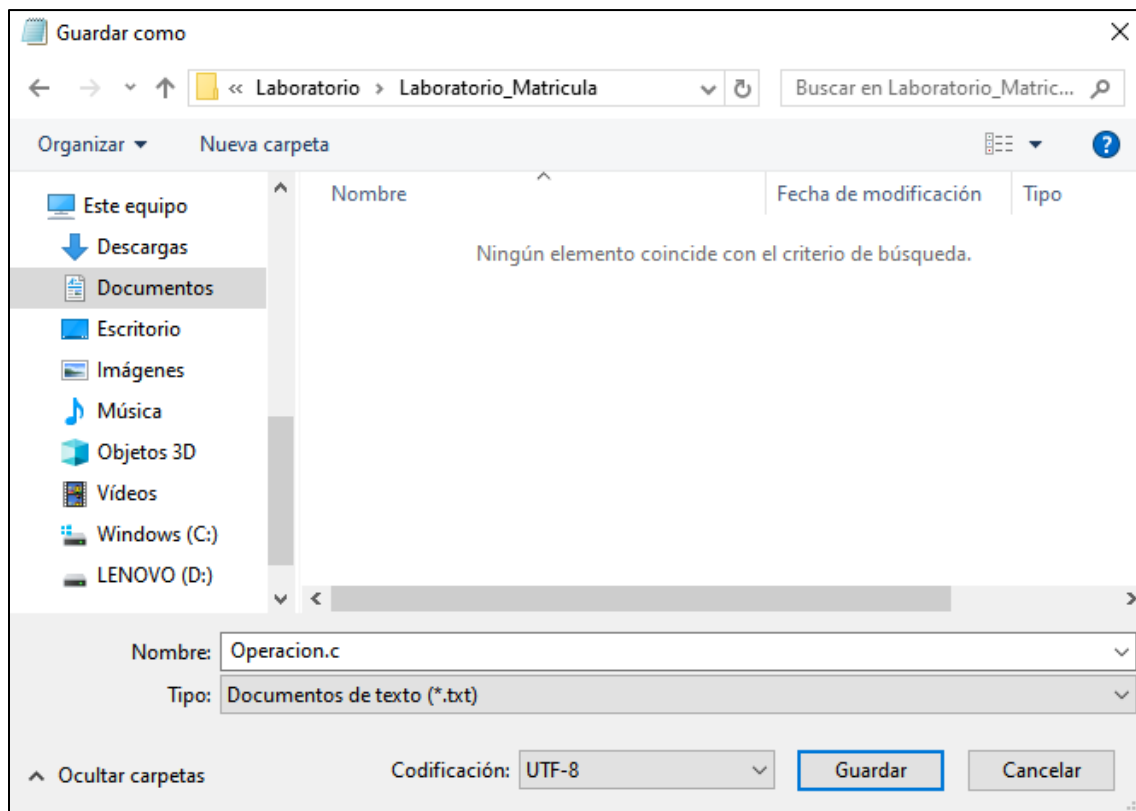 Guardar como
« Laboratorio > Laboratorio_Matricula
Buscar en Laboratorio_Matric...
Organizar
Nueva carpeta
?
Nombre
Fecha de modificación
Tipo
Este equipo
Descargas
Documentos
Escritorio
Imágenes
Música
Objetos 3D
Vídeos
Windows (C:)
LENOVO (D:)
Ningún elemento coincide con el criterio de búsqueda.
Nombre: Operacion.c
Tipo: Documentos de texto (*.txt)
Ocultar carpetas
Codificación: UTF-8
Guardar
Cancelar